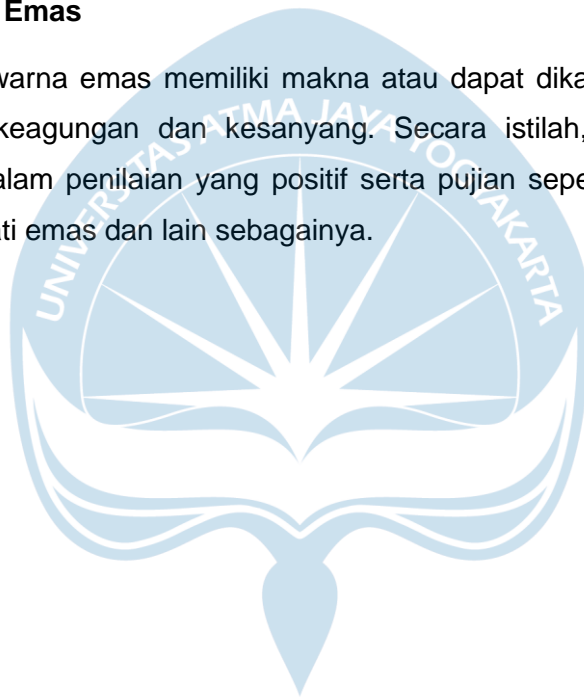 Emas
warna emas memiliki makna atau dapat dika
keagungan dan kesanyang. Secara istilah,
alam penilaian yang positif serta pujian sepe
ati emas dan lain sebagainya.
UNIVERSITAS ATMA JAYA YOGYAKARTA